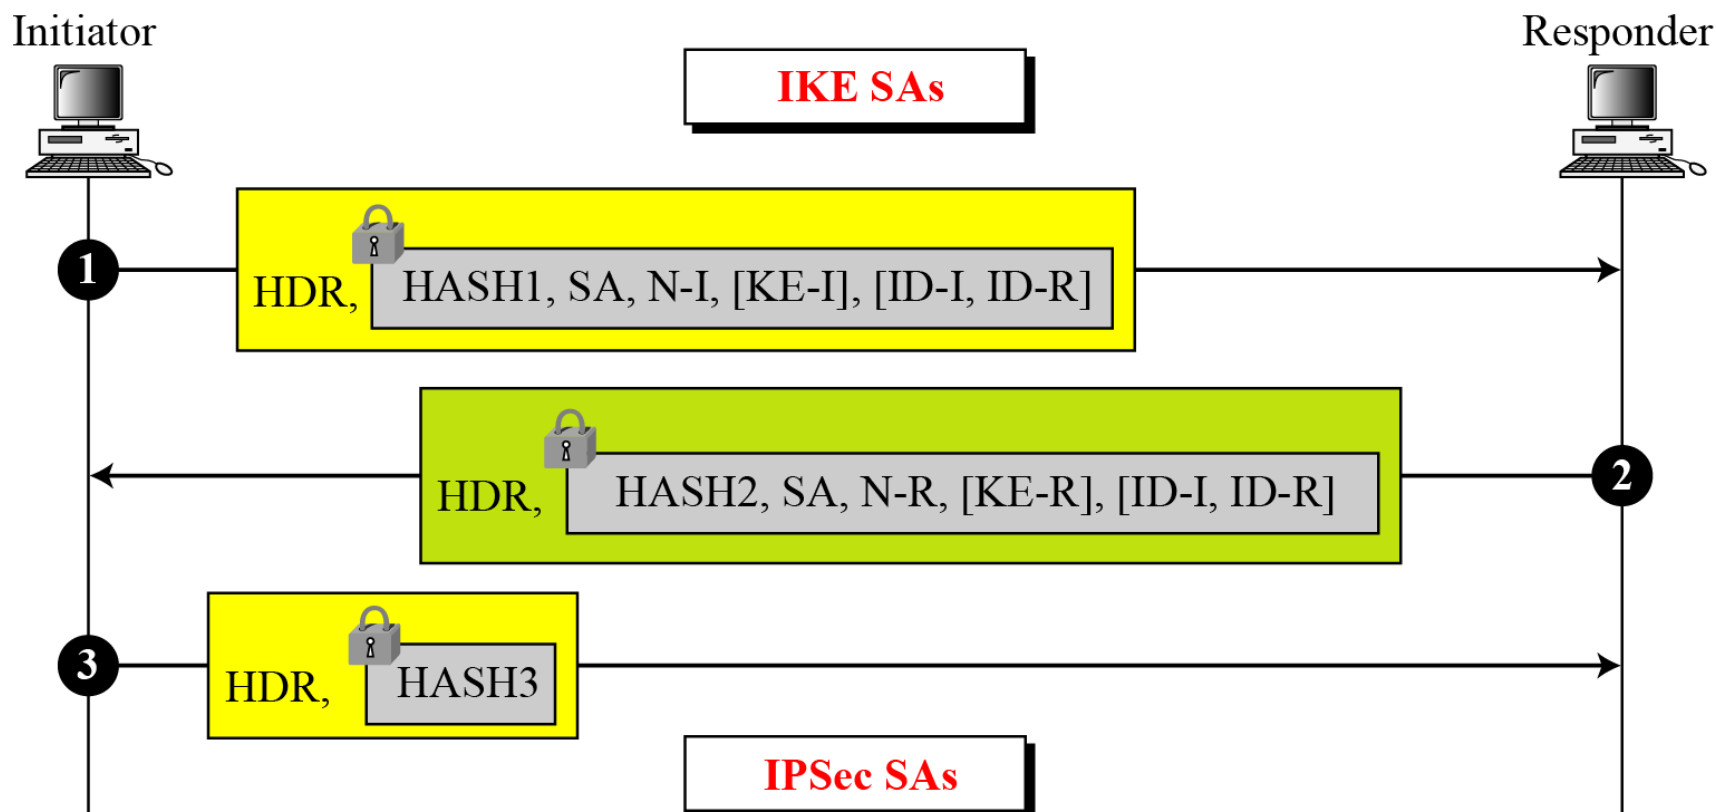 Initiator
Responder
IKE SAs
1
HDR, HASH1, SA, N-I, [KE-I], [ID-I, ID-R]
HDR, HASH2, SA, N-R, [KE-R], [ID-I, ID-R]
2
3
HDR, HASH3
IPSec SAs